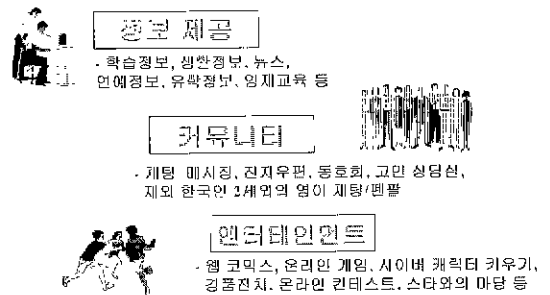 정보 제공
- 학습정보, 생활정보, 뉴스,
연예정보, 유학정보, 영재교육 등
커뮤니티
- 채팅 메시징, 전자우편, 동호회, 고민 상담실,
재외 한국인 2세와의 영어 채팅/펜팔
엔터테인먼트
- 웹 코믹스, 온라인 게임, 사이버 캐릭터 키우기,
경품잔치, 온라인 컨테스트, 스타와의 마당 등